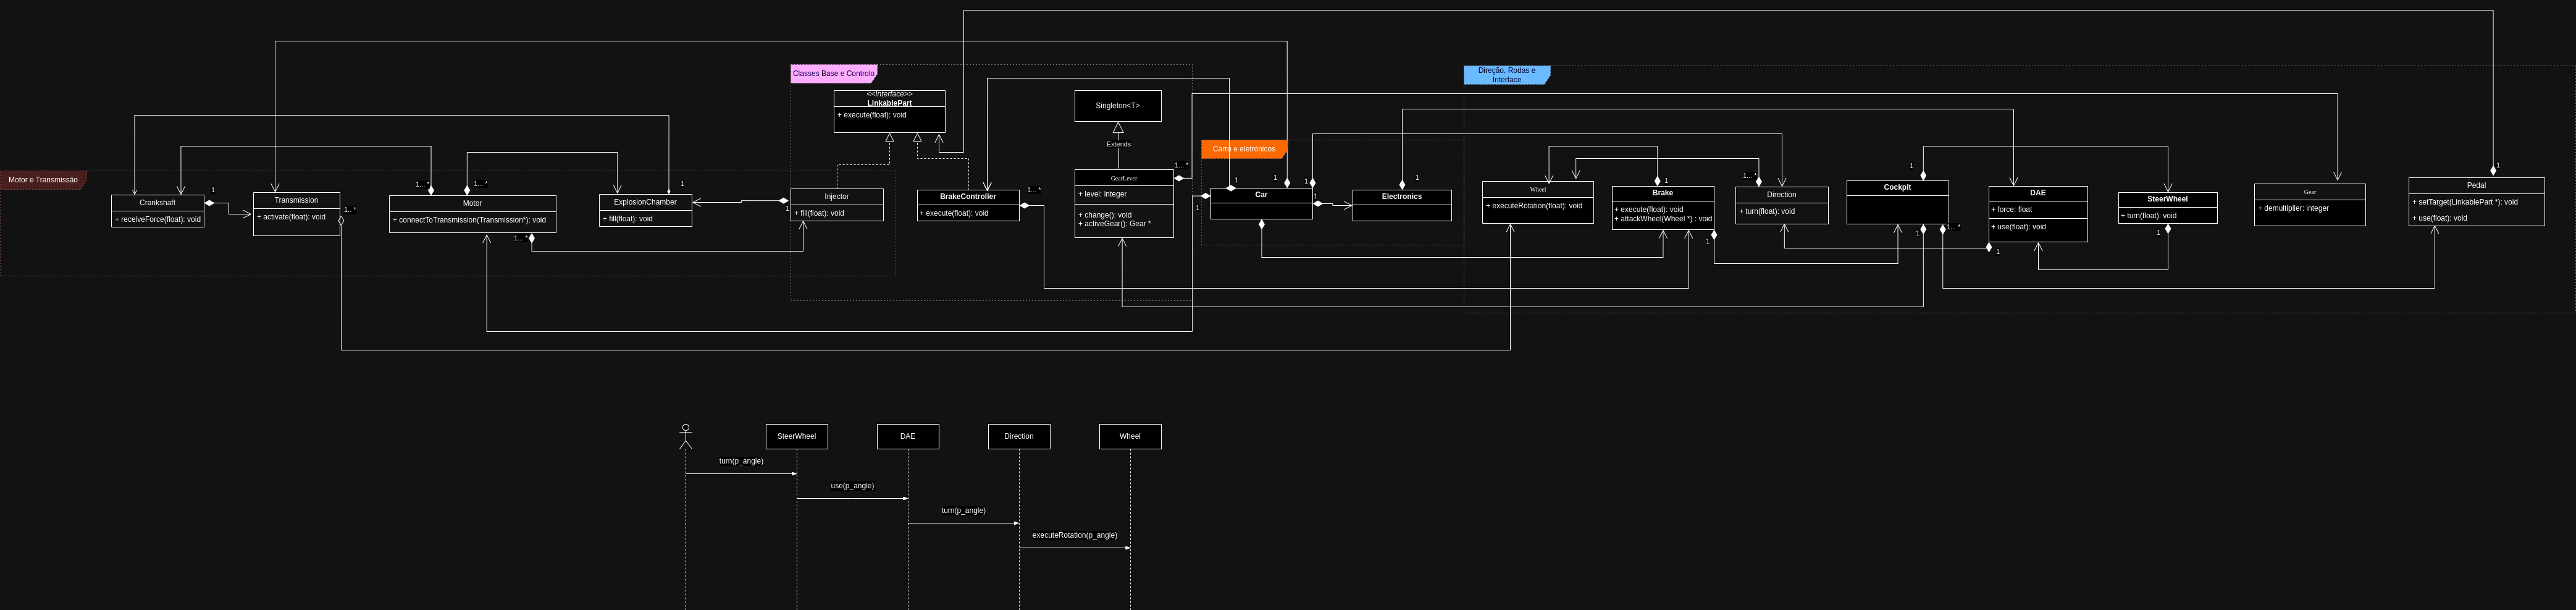 Classes Base e Controlo
Direção, Rodas e
Interface
<<Interface>>
LinkablePart
+ execute(float): void
Singleton<T>
Extends
Carro e eletrónicos
Motor e Transmissão
Crankshaft
+ receiveForce(float): void
1
Transmission
+ activate(float): void
1... *
Motor
+ connectToTransmission(Transmission*): void
1... *
1... *
1... *
ExplosionChamber
+ fill(float): void
1
Injector
+ fill(float): void
1
BrakeController
+ execute(float): void
1... *
GearLever
+ level: integer
+ change(): void
+ activeGear(): Gear *
1... *
Car
1
1
1
1
1
Electronics
1
Wheel
+ executeRotation(float): void
Brake
+ execute(float): void
+ attackWheel(Wheel *) : void
1
1
Direction
+ turn(float): void
1... *
Cockpit
1
1
1... *
DAE
+ force: float
+ use(float): void
1
SteerWheel
+ turn(float): void
1
Gear
+ demultiplier: integer
Pedal
+ setTarget(LinkablePart *): void
+ use(float): void
1
SteerWheel
DAE
Direction
Wheel
turn(p_angle)
use(p_angle)
turn(p_angle)
executeRotation(p_angle)